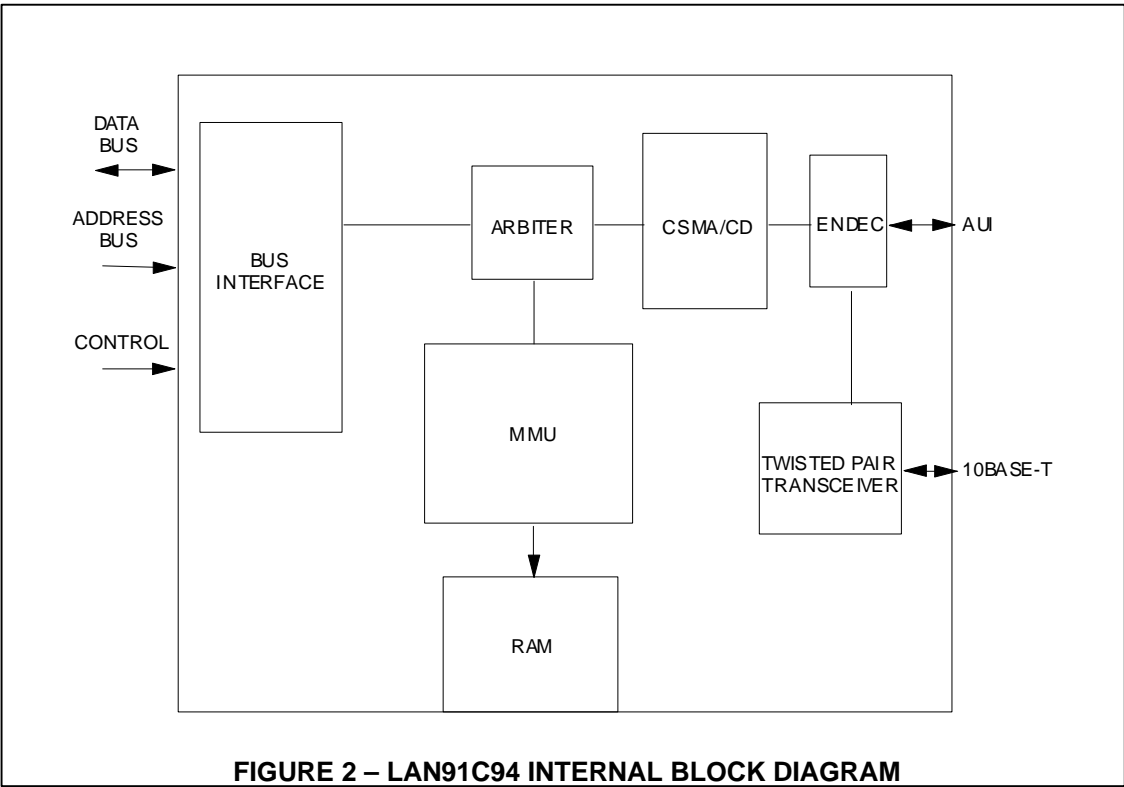 DATA
BUS
ADDRESS
BUS
CONTROL
BUS
INTERFACE
ARBITER
CSMA/CD
ENDEC
AUI
MMU
TWISTED PAIR
TRANSCEIVER
10BASE-T
RAM
FIGURE 2 – LAN91C94 INTERNAL BLOCK DIAGRAM